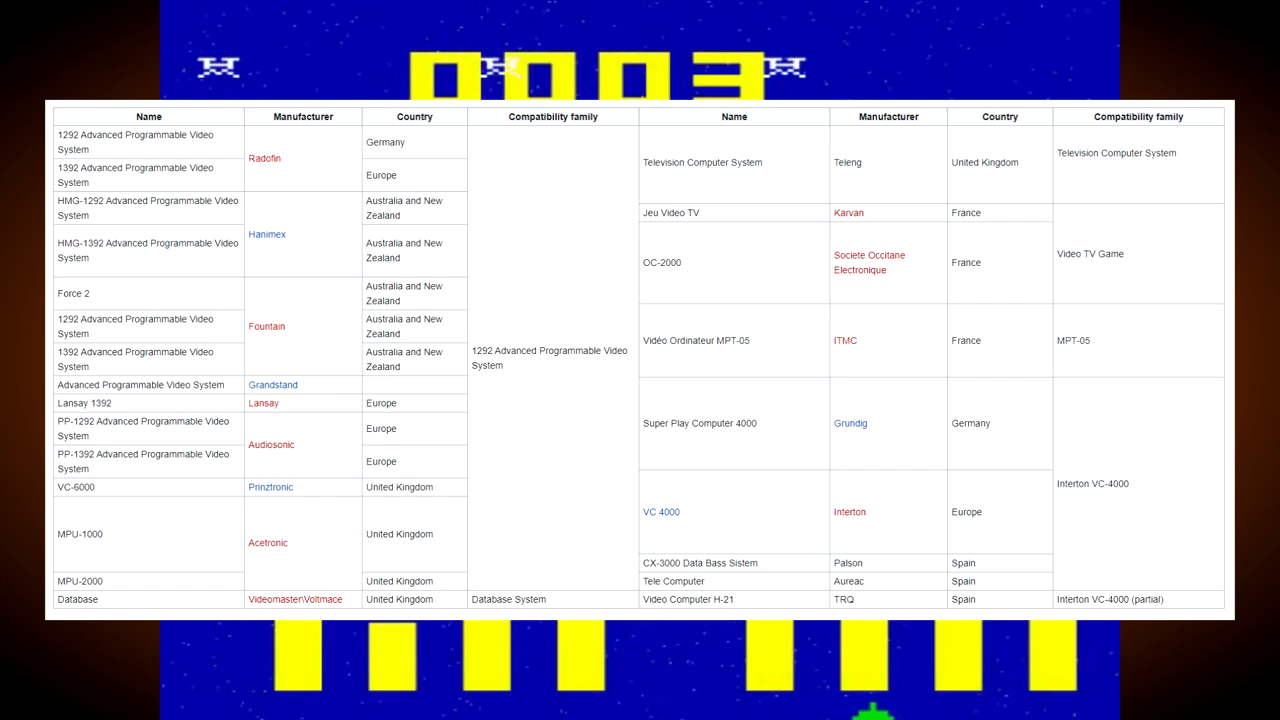 0003
Name Manufacturer Country Compatibility family Name Manufacturer Country Compatibility family
1292 Advanced Programmable Video
System
Radofin
Germany
1392 Advanced Programmable Video
System
Europe
HMG-1292 Advanced Programmable Video
System
Hanimex
Australia and New
Zealand
HMG-1392 Advanced Programmable Video
System
Australia and New
Zealand
Force 2
Fountain
Australia and New
Zealand
1292 Advanced Programmable Video
System
Australia and New
Zealand
1392 Advanced Programmable Video
System
Australia and New
Zealand
Advanced Programmable Video System
Grandstand
Lansay 1392
Lansay
Europe
PP-1292 Advanced Programmable Video
System
Audiosonic
Europe
PP-1392 Advanced Programmable Video
System
Europe
VC-6000
Prinztronic
United Kingdom
MPU-1000
Acetronic
United Kingdom
MPU-2000
United Kingdom
1292 Advanced Programmable Video
System
Database
Videomaster\Voltmace
United Kingdom
Database System
Television Computer System
Teleng
United Kingdom
Television Computer System
Jeu Video TV
Karvan
France
Video TV Game
OC-2000
Societe Occitane
Electronique
France
Vidéo Ordinateur MPT-05
ITMC
France
MPT-05
Super Play Computer 4000
Grundig
Germany
Interton VC-4000
VC 4000
Interton
Europe
CX-3000 Data Bass Sistem
Palson
Spain
Tele Computer
Aureac
Spain
Video Computer H-21
TRQ
Spain
Interton VC-4000 (partial)